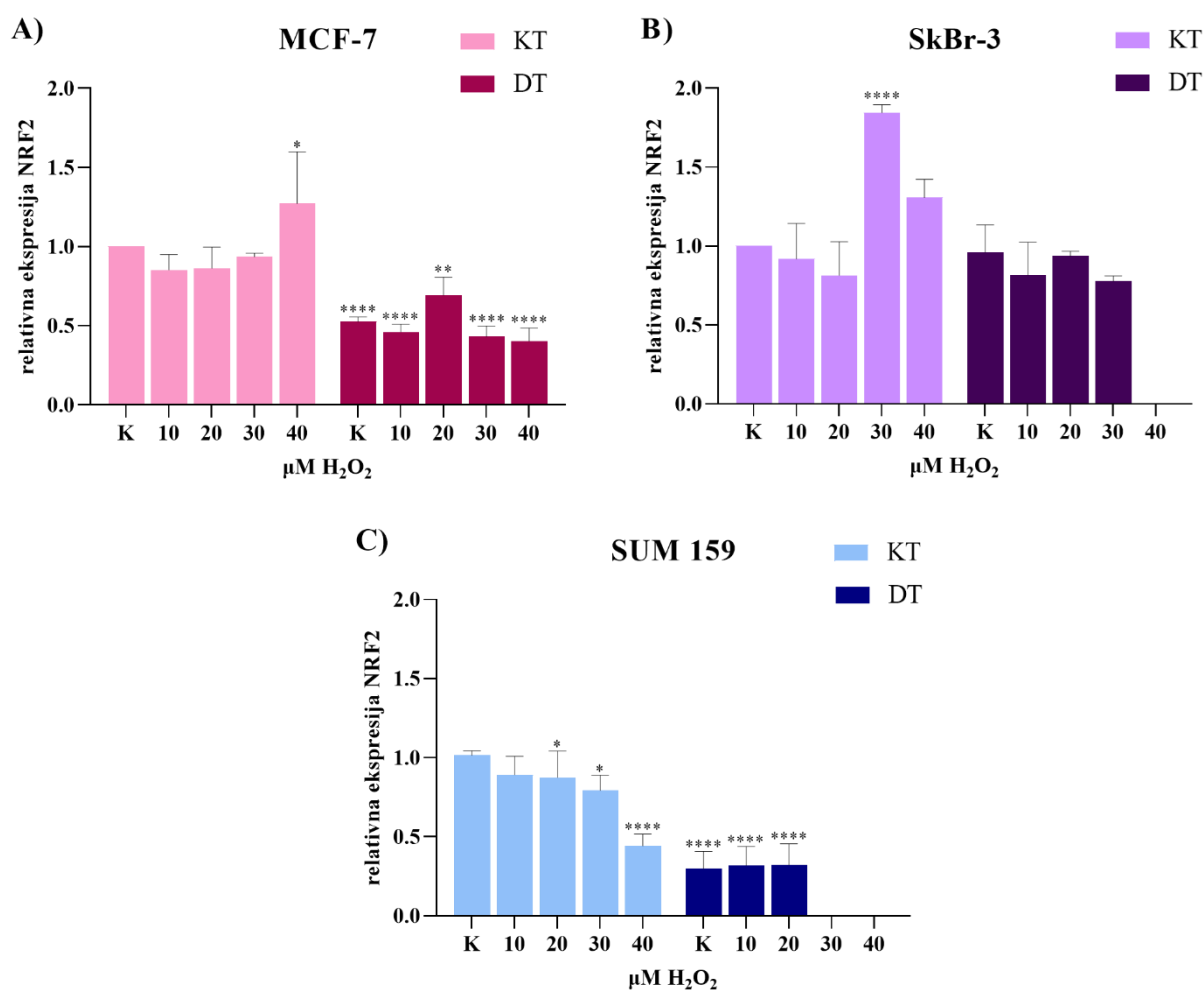 A)
MCF-7
KT
DT
relativna ekspresija NRF2
2.0
1.5
1.0
0.5
0.0
*
****
****
**
****
****
K 10 20 30 40 K 10 20 30 40
µM H₂O₂
B)
SkBr-3
KT
DT
relativna ekspresija NRF2
2.0
1.5
1.0
0.5
0.0
****
K 10 20 30 40 K 10 20 30 40
µM H₂O₂
C)
SUM 159
KT
DT
relativna ekspresija NRF2
2.0
1.5
1.0
0.5
0.0
*
*
****
****
****
****
K 10 20 30 40 K 10 20 30 40
µM H₂O₂